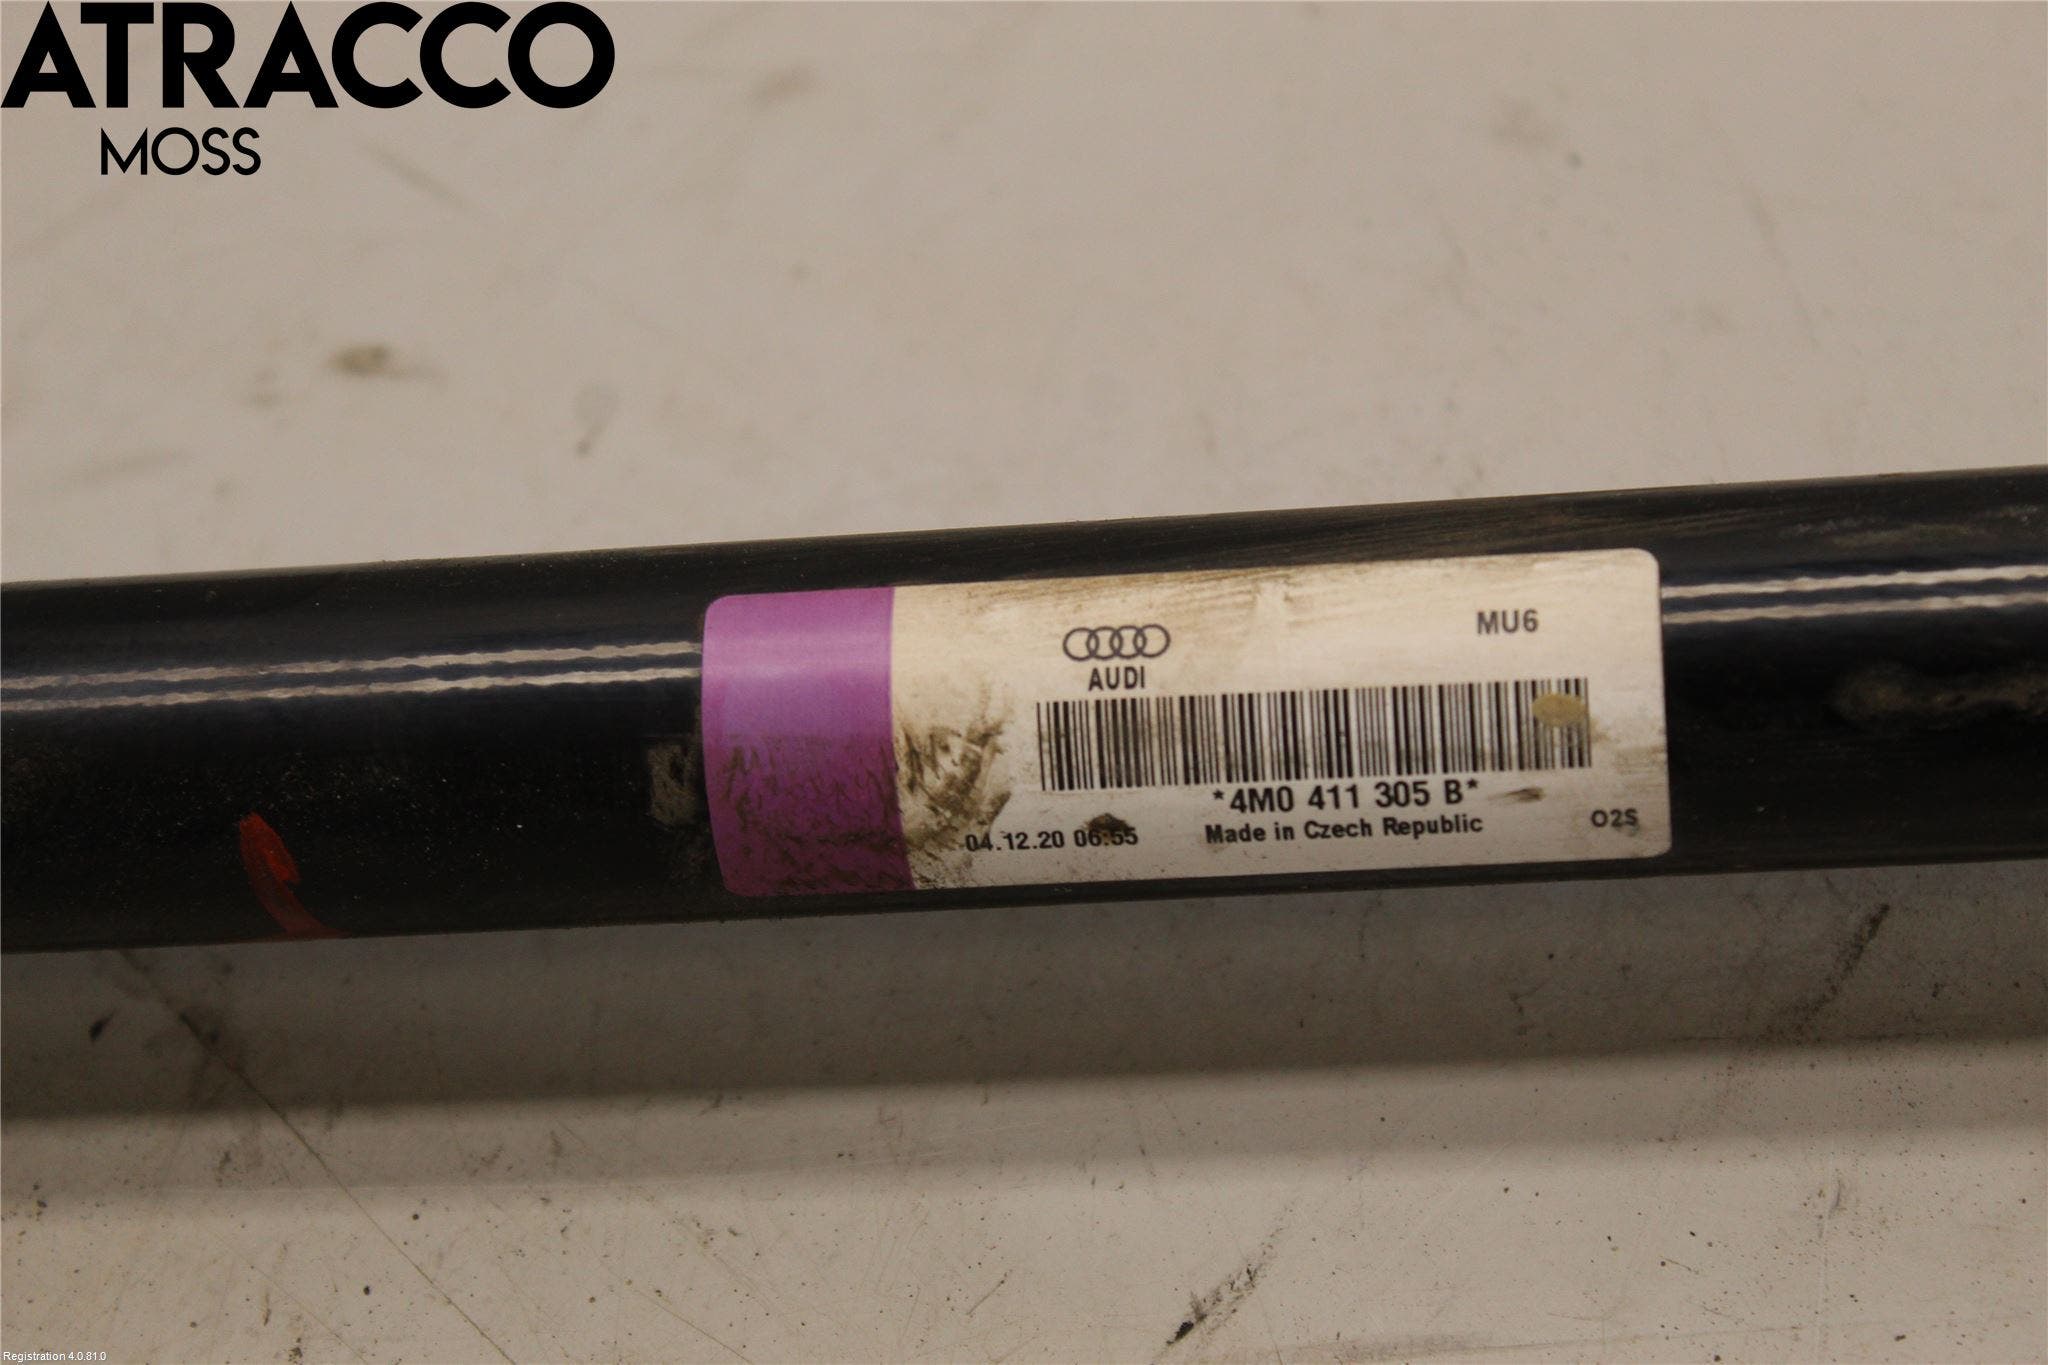 ATRACCO
MOSS
MU6
AUDI
*4M0 411 305 B*
04.12.20 06:55
Made in Czech Republic
02S
Registration 4.0.81.0